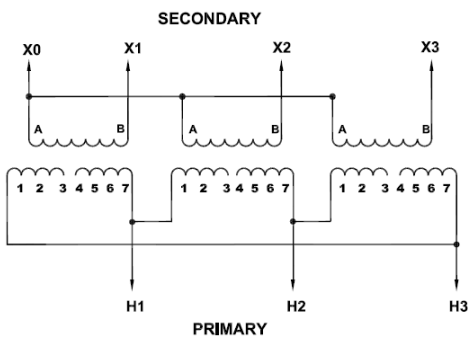 SECONDARY
X0 X1 X2 X3
A B A B A B
1 2 3 4 5 6 7 1 2 3 4 5 6 7 1 2 3 4 5 6 7
H1 H2 H3
PRIMARY